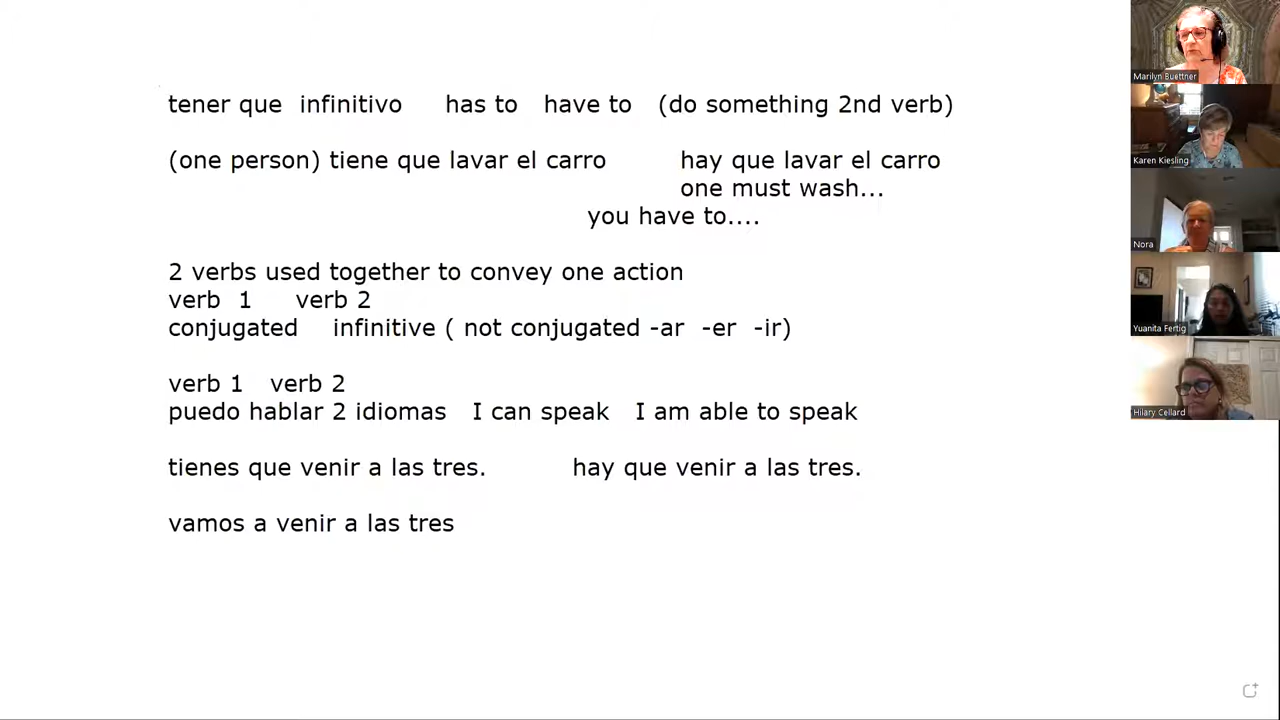 tener que infinitivo has to have to (do something 2nd verb)
(one person) tiene que lavar el carro hay que lavar el carro
one must wash...
you have to....
2 verbs used together to convey one action
verb 1 verb 2
conjugated infinitive ( not conjugated -ar -er -ir)
verb 1 verb 2
puedo hablar 2 idiomas I can speak I am able to speak
tienes que venir a las tres. hay que venir a las tres.
vamos a venir a las tres
Marilyn Buettner
Karen Kiesling
Nora
Yuanita Fertig
Hilary Cellard